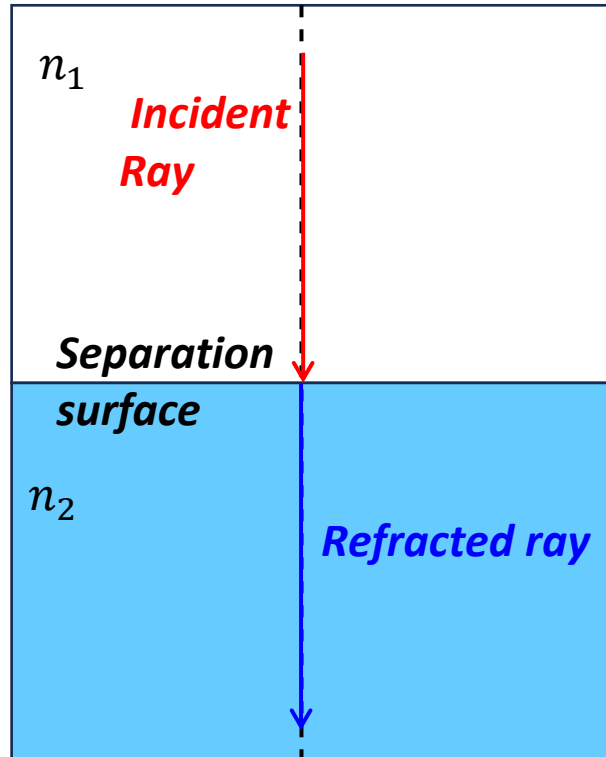 n₁
Incident
Ray
Separation
surface
n₂
Refracted ray